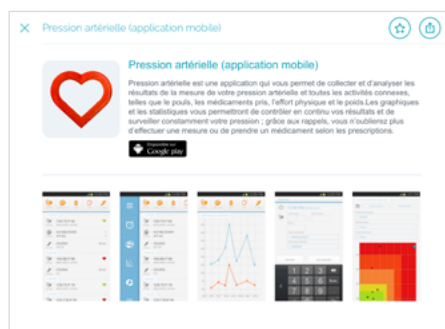 Pression artérielle (application mobile)
Pression artérielle (application mobile)
Pression artérielle est une application qui vous permet de collecter et d'analyser les
résultats de la mesure de votre pression artérielle et toutes les activités connexes,
telles que le pouls, les médicaments pris, l'effort physique et le poids.Les graphiques
et les statistiques vous permettront de contrôler en continu vos résultats et de
surveiller constamment votre pression ; grâce aux rappels, vous n'oublierez plus
d'effectuer une mesure ou de prendre un médicament selon les prescriptions.
Disponible sur
Google play